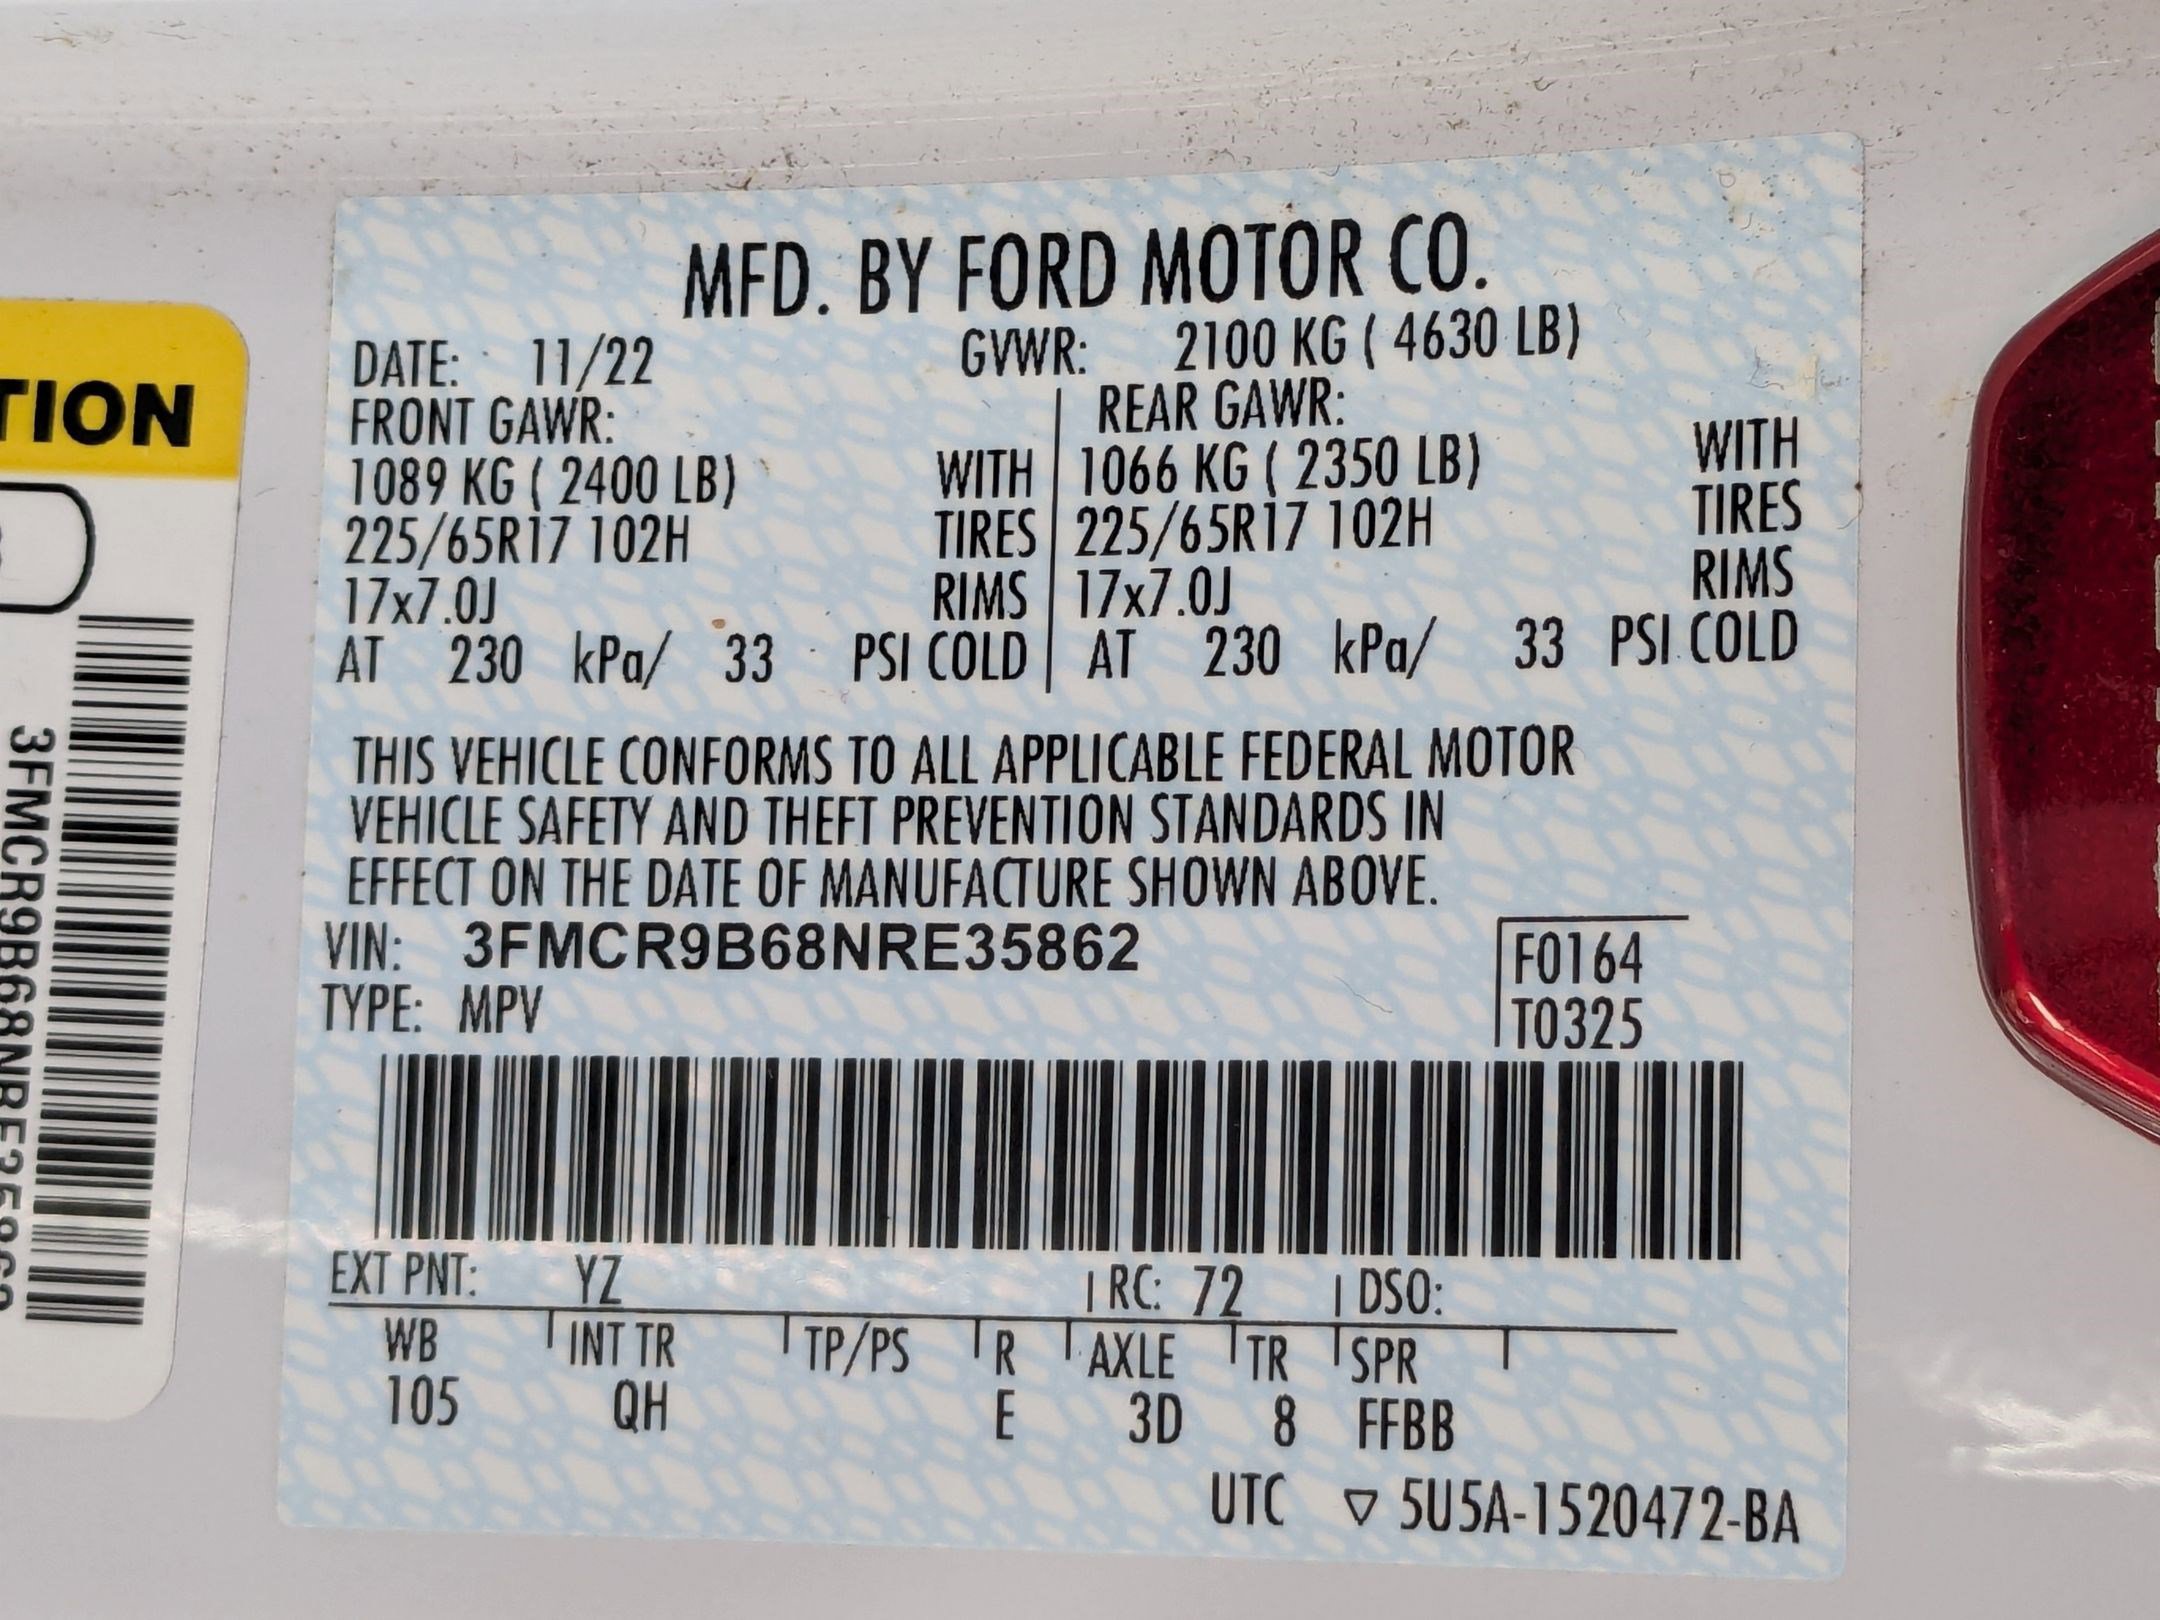 TION
3FMCR9B68NRE35862
MFD. BY FORD MOTOR CO.
DATE: 11/22 GVWR: 2100 KG ( 4630 LB)
FRONT GAWR: REAR GAWR:
1089 KG ( 2400 LB) WITH 1066 KG ( 2350 LB) WITH
225/65R17 102H TIRES 225/65R17 102H TIRES
17x7.0J RIMS 17x7.0J RIMS
AT 230 kPa/ 33 PSI COLD AT 230 kPa/ 33 PSI COLD
THIS VEHICLE CONFORMS TO ALL APPLICABLE FEDERAL MOTOR
VEHICLE SAFETY AND THEFT PREVENTION STANDARDS IN
EFFECT ON THE DATE OF MANUFACTURE SHOWN ABOVE.
VIN: 3FMCR9B68NRE35862 F0164
TYPE: MPV T0325
EXT PNT: YZ RC: 72 DSO:
WB INT TR TP/PS R AXLE TR SPR
105 QH E 3D 8 FFBB
UTC ▽ 5U5A-1520472-BA